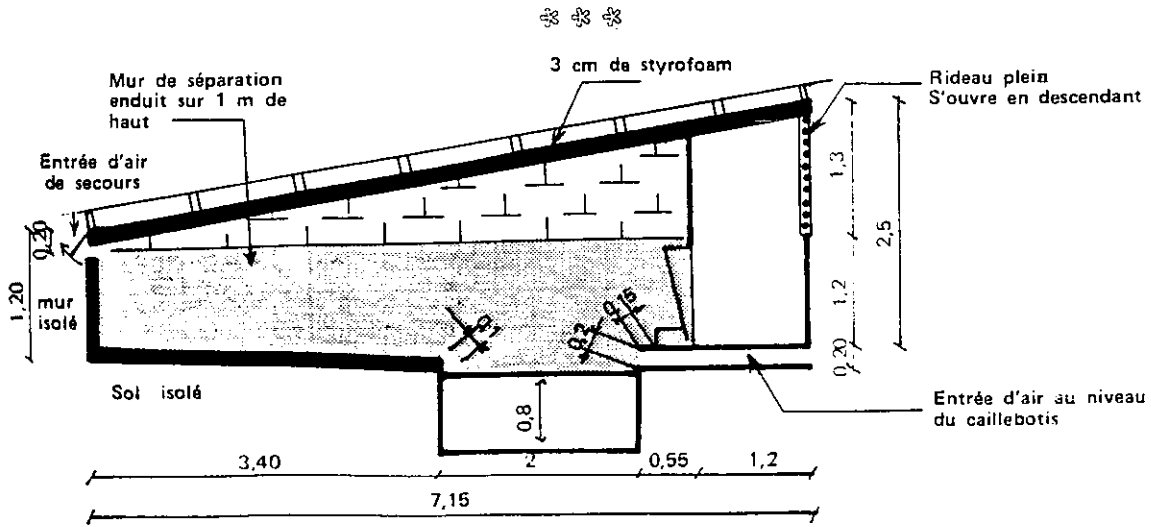 Mur de séparation
enduit sur 1 m de
haut
3 cm de styrofoam
Rideau plein
S'ouvre en descendant
Entrée d'air
de secours
0,20
1,20
mur
isolé
1,3
2,5
1,2
0,20
0,15
0,2
0,1
Sol isolé
0,8
Entrée d'air au niveau
du caillebotis
3,40
2
0,55
1,2
7,15